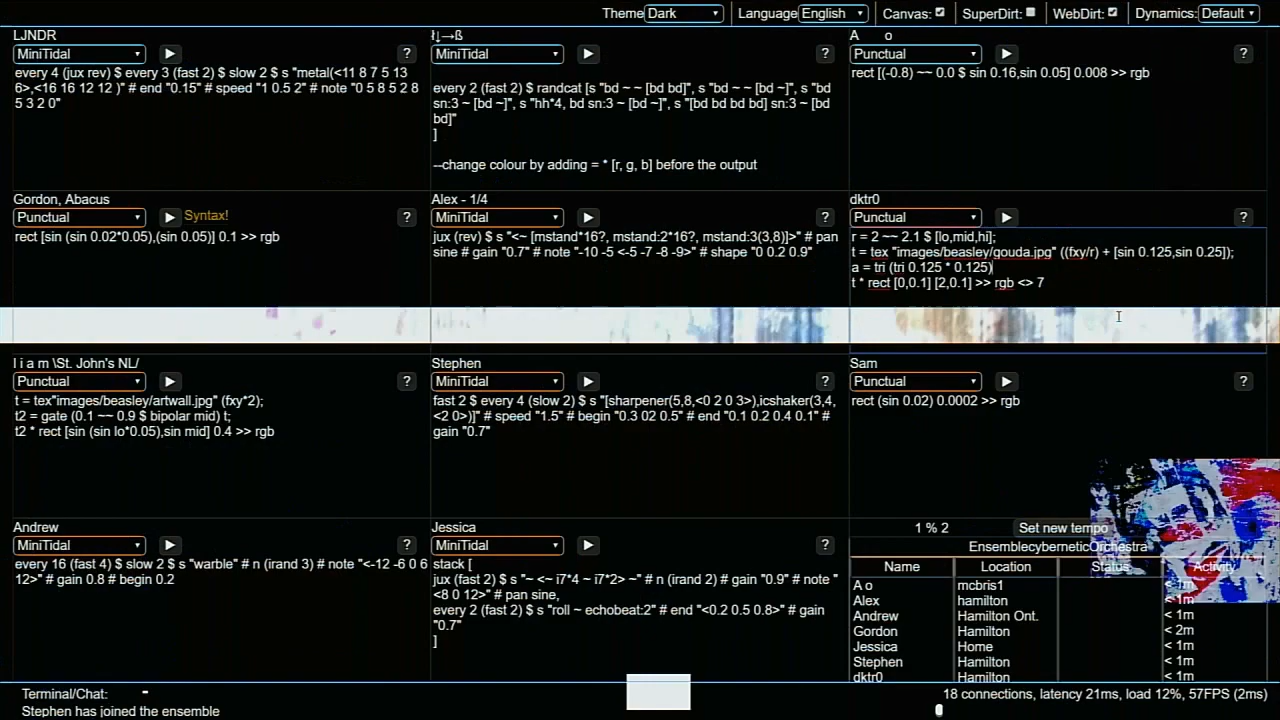 Theme Dark Language English Canvas: SuperDirt: WebDirt: Dynamics: Default
LJNDR
MiniTidal ?
every 4 (jux rev) $ every 3 (fast 2) $ slow 2 $ s "metal(<11 8 7 5 13
6>,<16 16 12 12 )" # end "0.15" # speed "1 0.5 2" # note "0 5 8 5 2 8
5 3 2 0"
ł¡→ß
MiniTidal ?
every 2 (fast 2) $ randcat [s "bd ~ ~ [bd bd]", s "bd ~ ~ [bd ~]", s "bd
sn:3 ~ [bd ~]", s "hh*4, bd sn:3 ~ [bd ~]", s "[bd bd bd bd] sn:3 ~ [bd
bd]"
]
--change colour by adding = * [r, g, b] before the output
A o
Punctual ?
rect [(-0.8) ~~ 0.0 $ sin 0.16,sin 0.05] 0.008 >> rgb
Gordon, Abacus
Punctual Syntax! ?
rect [sin (sin 0.02*0.05),(sin 0.05)] 0.1 >> rgb
Alex - 1/4
MiniTidal ?
jux (rev) $ s "<~ [mstand*16?, mstand:2*16?, mstand:3(3,8)]>" # pan
sine # gain "0.7" # note "-10 -5 <-5 -7 -8 -9>" # shape "0 0.2 0.9"
dktr0
Punctual ?
r = 2 ~~ 2.1 $ [lo,mid,hi];
t = tex "images/beasley/gouda.jpg" ((fxy/r) + [sin 0.125,sin 0.25]);
a = tri (tri 0.125 * 0.125)
t * rect [0,0.1] [2,0.1] >> rgb <> 7
l i a m \St. John's NL/
Punctual ?
t = tex"images/beasley/artwall.jpg" (fxy*2);
t2 = gate (0.1 ~~ 0.9 $ bipolar mid) t;
t2 * rect [sin (sin lo*0.05),sin mid] 0.4 >> rgb
Stephen
MiniTidal ?
fast 2 $ every 4 (slow 2) $ s "[sharpener(5,8,<0 2 0 3>),icshaker(3,4,
<2 0>)]" # speed "1.5" # begin "0.3 02 0.5" # end "0.1 0.2 0.4 0.1" #
gain "0.7"
Sam
Punctual ?
rect (sin 0.02) 0.0002 >> rgb
Andrew
MiniTidal ?
every 16 (fast 4) $ slow 2 $ s "warble" # n (irand 3) # note "<-12 -6 0 6
12>" # gain 0.8 # begin 0.2
Jessica
MiniTidal ?
stack [
jux (fast 2) $ s "~ <~ i7*4 ~ i7*2> ~" # n (irand 2) # gain "0.9" # note "
<8 0 12>" # pan sine,
every 2 (fast 2) $ s "roll ~ echobeat:2" # end "<0.2 0.5 0.8>" # gain
"0.7"
]
1 % 2 Set new tempo
EnsemblecyberneticOrchestra
Name Location Status Activity
A o mcbris1 < 1m
Alex hamilton < 1m
Andrew Hamilton Ont. < 1m
Gordon Hamilton < 2m
Jessica Home < 1m
Stephen Hamilton < 1m
dktr0 Hamilton < 1m
Terminal/Chat: -
18 connections, latency 21ms, load 12%, 57FPS (2ms)
Stephen has joined the ensemble